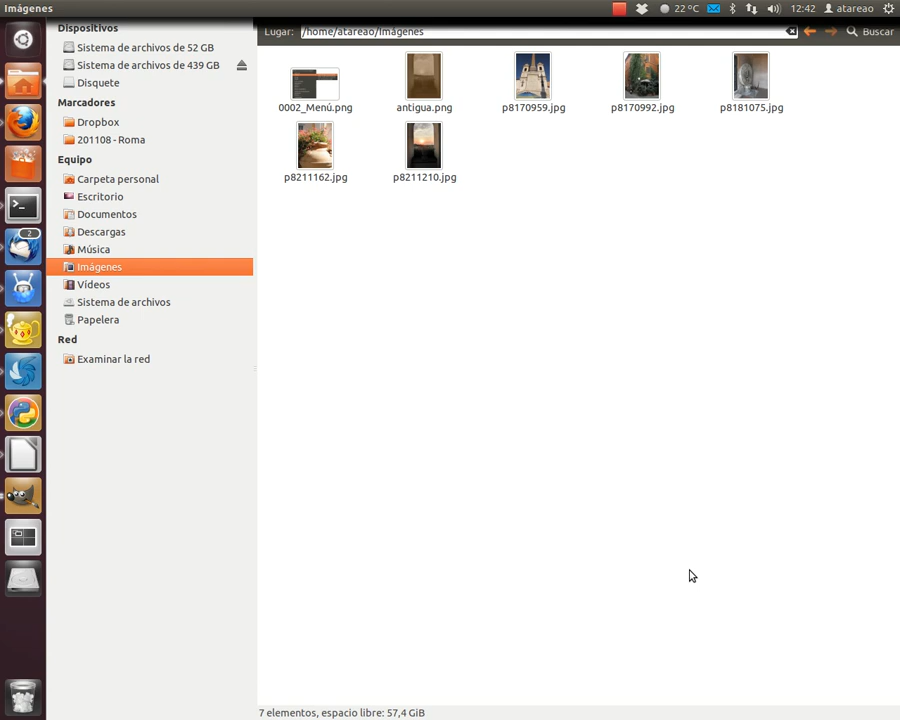 Imágenes
22 ºC
12:42
atareao
Dispositivos
Sistema de archivos de 52 GB
Sistema de archivos de 439 GB
Disquete
Marcadores
Dropbox
201108 - Roma
Equipo
Carpeta personal
Escritorio
Documentos
Descargas
Música
Imágenes
Vídeos
Sistema de archivos
Papelera
Red
Examinar la red
2
Lugar: /home/atareao/Imágenes
Buscar
0002_Menú.png
antigua.png
p8170959.jpg
p8170992.jpg
p8181075.jpg
p8211162.jpg
p8211210.jpg
7 elementos, espacio libre: 57,4 GiB